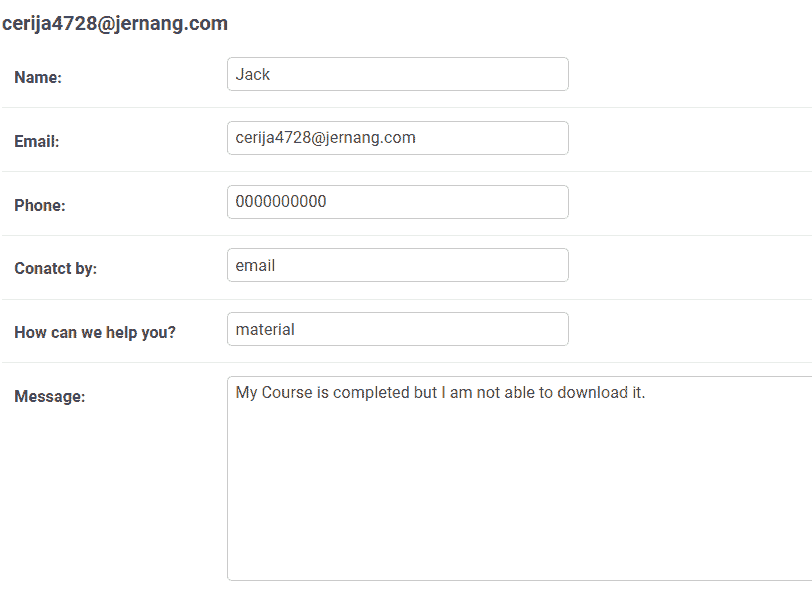 cerija4728@jernang.com
Name:
Jack
Email:
cerija4728@jernang.com
Phone:
0000000000
Conatct by:
email
How can we help you?
material
Message:
My Course is completed but I am not able to download it.